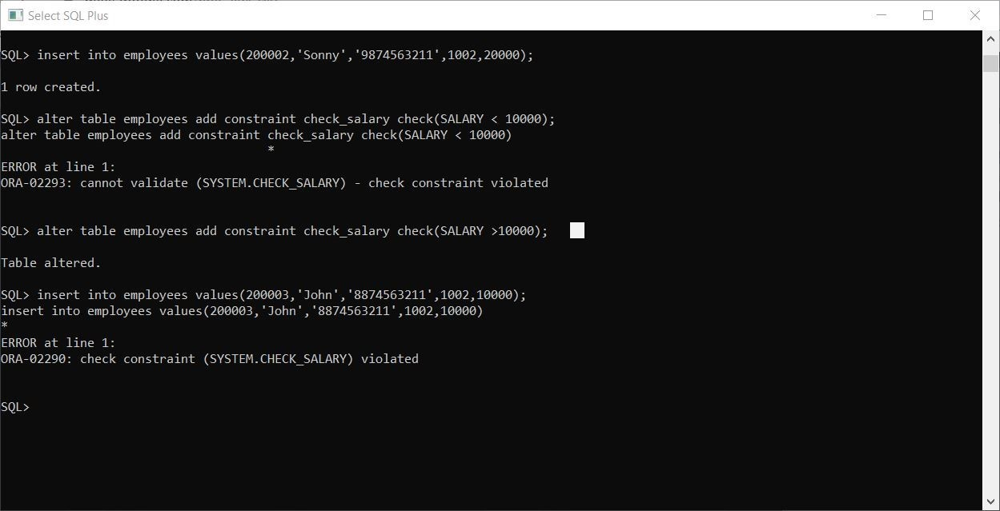 Select SQL Plus
SQL> insert into employees values(200002,'Sonny','9874563211',1002,20000);
1 row created.
SQL> alter table employees add constraint check_salary check(SALARY < 10000);
alter table employees add constraint check_salary check(SALARY < 10000)
*
ERROR at line 1:
ORA-02293: cannot validate (SYSTEM.CHECK_SALARY) - check constraint violated
SQL> alter table employees add constraint check_salary check(SALARY >10000);
Table altered.
SQL> insert into employees values(200003,'John','8874563211',1002,10000);
insert into employees values(200003,'John','8874563211',1002,10000)
*
ERROR at line 1:
ORA-02290: check constraint (SYSTEM.CHECK_SALARY) violated
SQL>